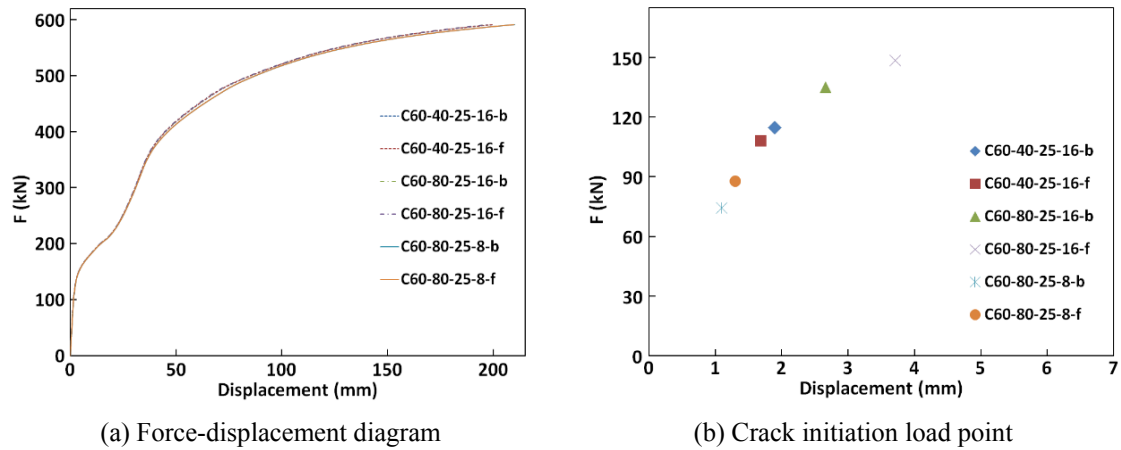 600
500
400
300
200
100
0
F (kN)
0
50
100
150
200
Displacement (mm)
C60-40-25-16-b
C60-40-25-16-f
C60-80-25-16-b
C60-80-25-16-f
C60-80-25-8-b
C60-80-25-8-f
(a) Force-displacement diagram
150
120
90
60
30
0
F (kN)
0
1
2
3
4
5
6
7
Displacement (mm)
C60-40-25-16-b
C60-40-25-16-f
C60-80-25-16-b
C60-80-25-16-f
C60-80-25-8-b
C60-80-25-8-f
(b) Crack initiation load point